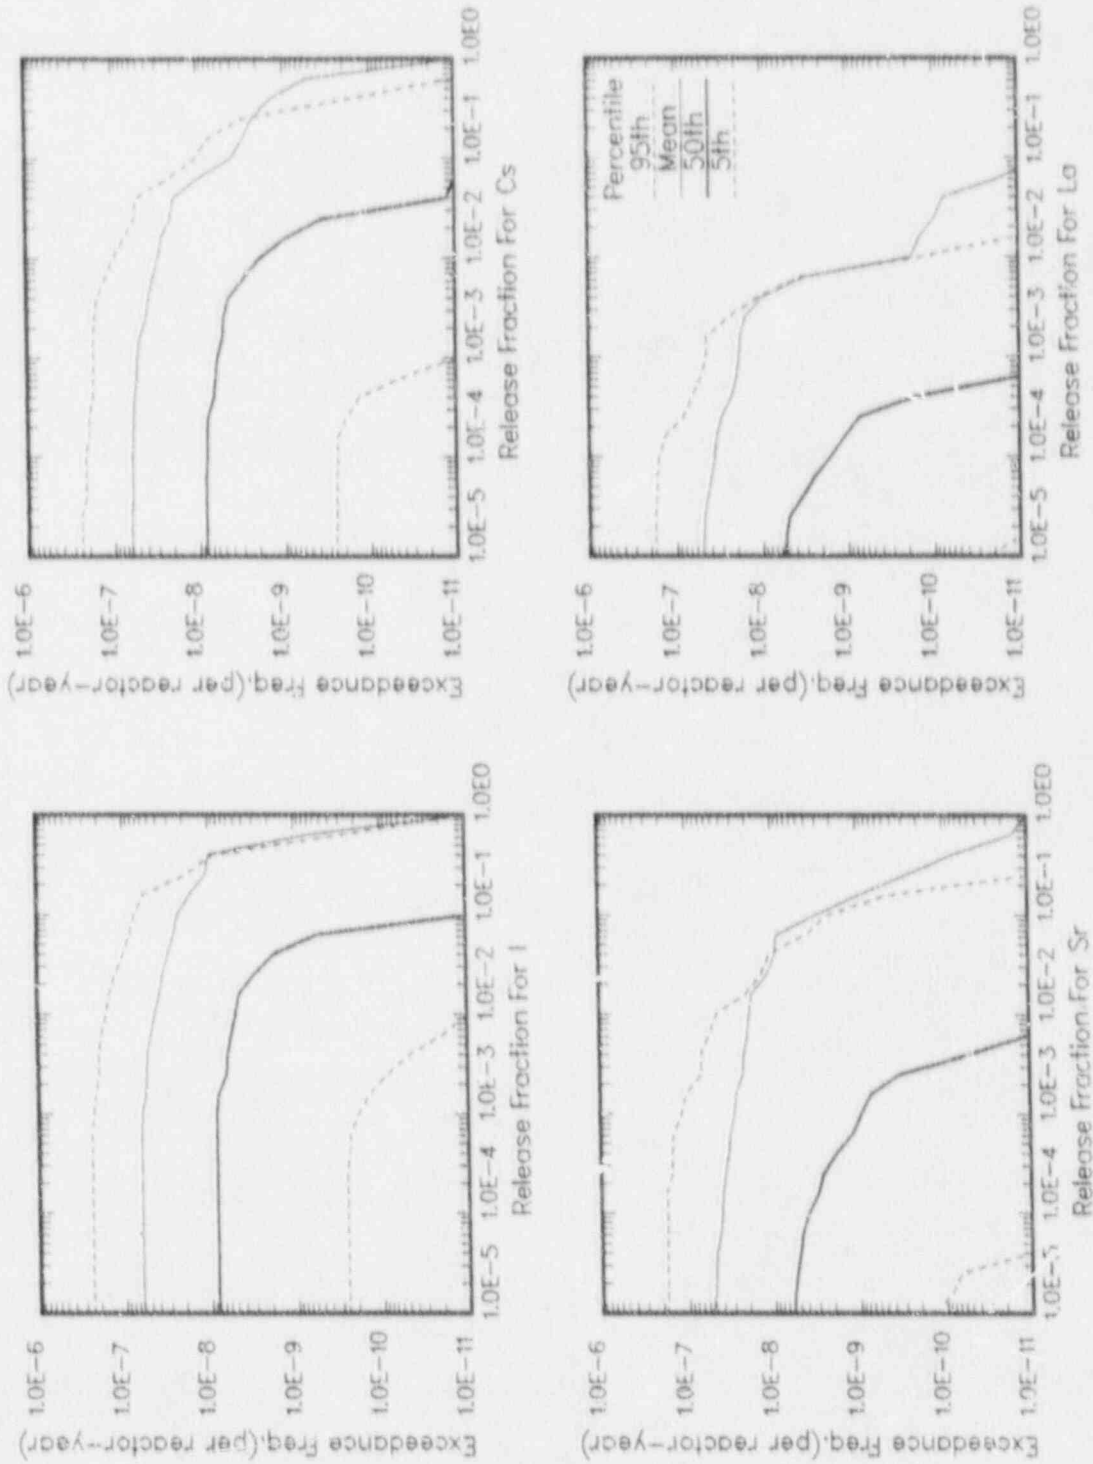 Exceedance Freq.(per reactor-year)
1.0E-6
1.0E-7
1.0E-8
1.0E-9
1.0E-10
1.0E-11
1.0E-5 1.0E-4 1.0E-3 1.0E-2 1.0E-1 1.0E0
Release Fraction For I
Exceedance Freq.(per reactor-year)
1.0E-6
1.0E-7
1.0E-8
1.0E-9
1.0E-10
1.0E-11
1.0E-5 1.0E-4 1.0E-3 1.0E-2 1.0E-1 1.0E0
Release Fraction For Cs
Exceedance Freq.(per reactor-year)
1.0E-6
1.0E-7
1.0E-8
1.0E-9
1.0E-10
1.0E-11
1.0E-5 1.0E-4 1.0E-3 1.0E-2 1.0E-1 1.0E0
Release Fraction For Sr
Exceedance Freq.(per reactor-year)
1.0E-6
1.0E-7
1.0E-8
1.0E-9
1.0E-10
1.0E-11
Percentile
95th
Mean
50th
5th
1.0E-5 1.0E-4 1.0E-3 1.0E-2 1.0E-1 1.0E0
Release Fraction For La